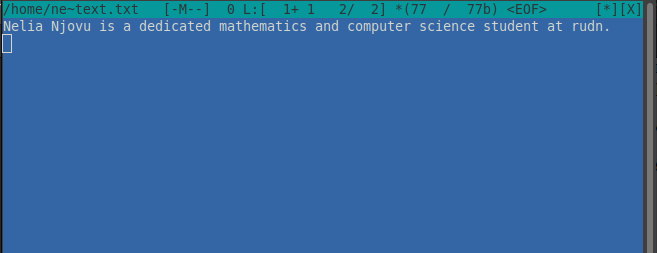 /home/ne~text.txt   [-M--]  0 L:[  1+ 1   2/  2] *(77  /  77b) <EOF>      [*][X]
Nelia Njovu is a dedicated mathematics and computer science student at rudn.